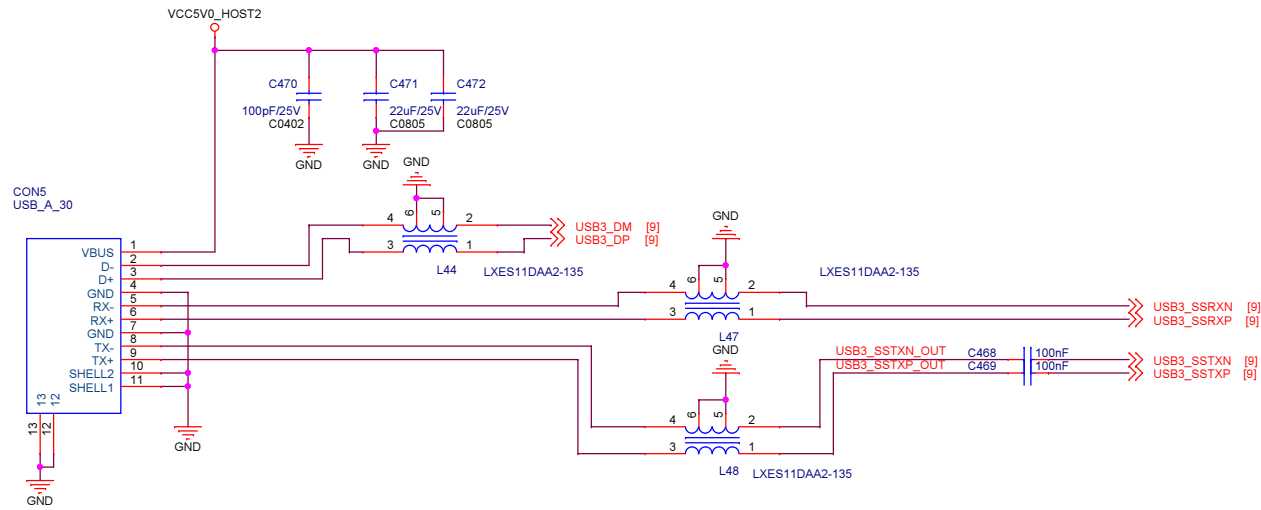 VCC5V0_HOST2
C470
100pF/25V
C0402
GND
C471
22uF/25V
C0805
GND
C472
22uF/25V
C0805
GND
CON5
USB_A_30
VBUS 1
D- 2
D+ 3
GND 4
RX- 5
RX+ 6
GND 7
TX- 8
TX+ 9
SHELL2 10
SHELL1 11
13 12
13 12
GND
GND
4 6 5 2
3 1
L44
LXES11DAA2-135
USB3_DM [9]
USB3_DP [9]
GND
4 6 5 2
3 1
L47
LXES11DAA2-135
USB3_SSRXN [9]
USB3_SSRXP [9]
GND
4 6 5 2
3 1
L48
LXES11DAA2-135
USB3_SSTXN_OUT C468 100nF
USB3_SSTXP_OUT C469 100nF
USB3_SSTXN [9]
USB3_SSTXP [9]